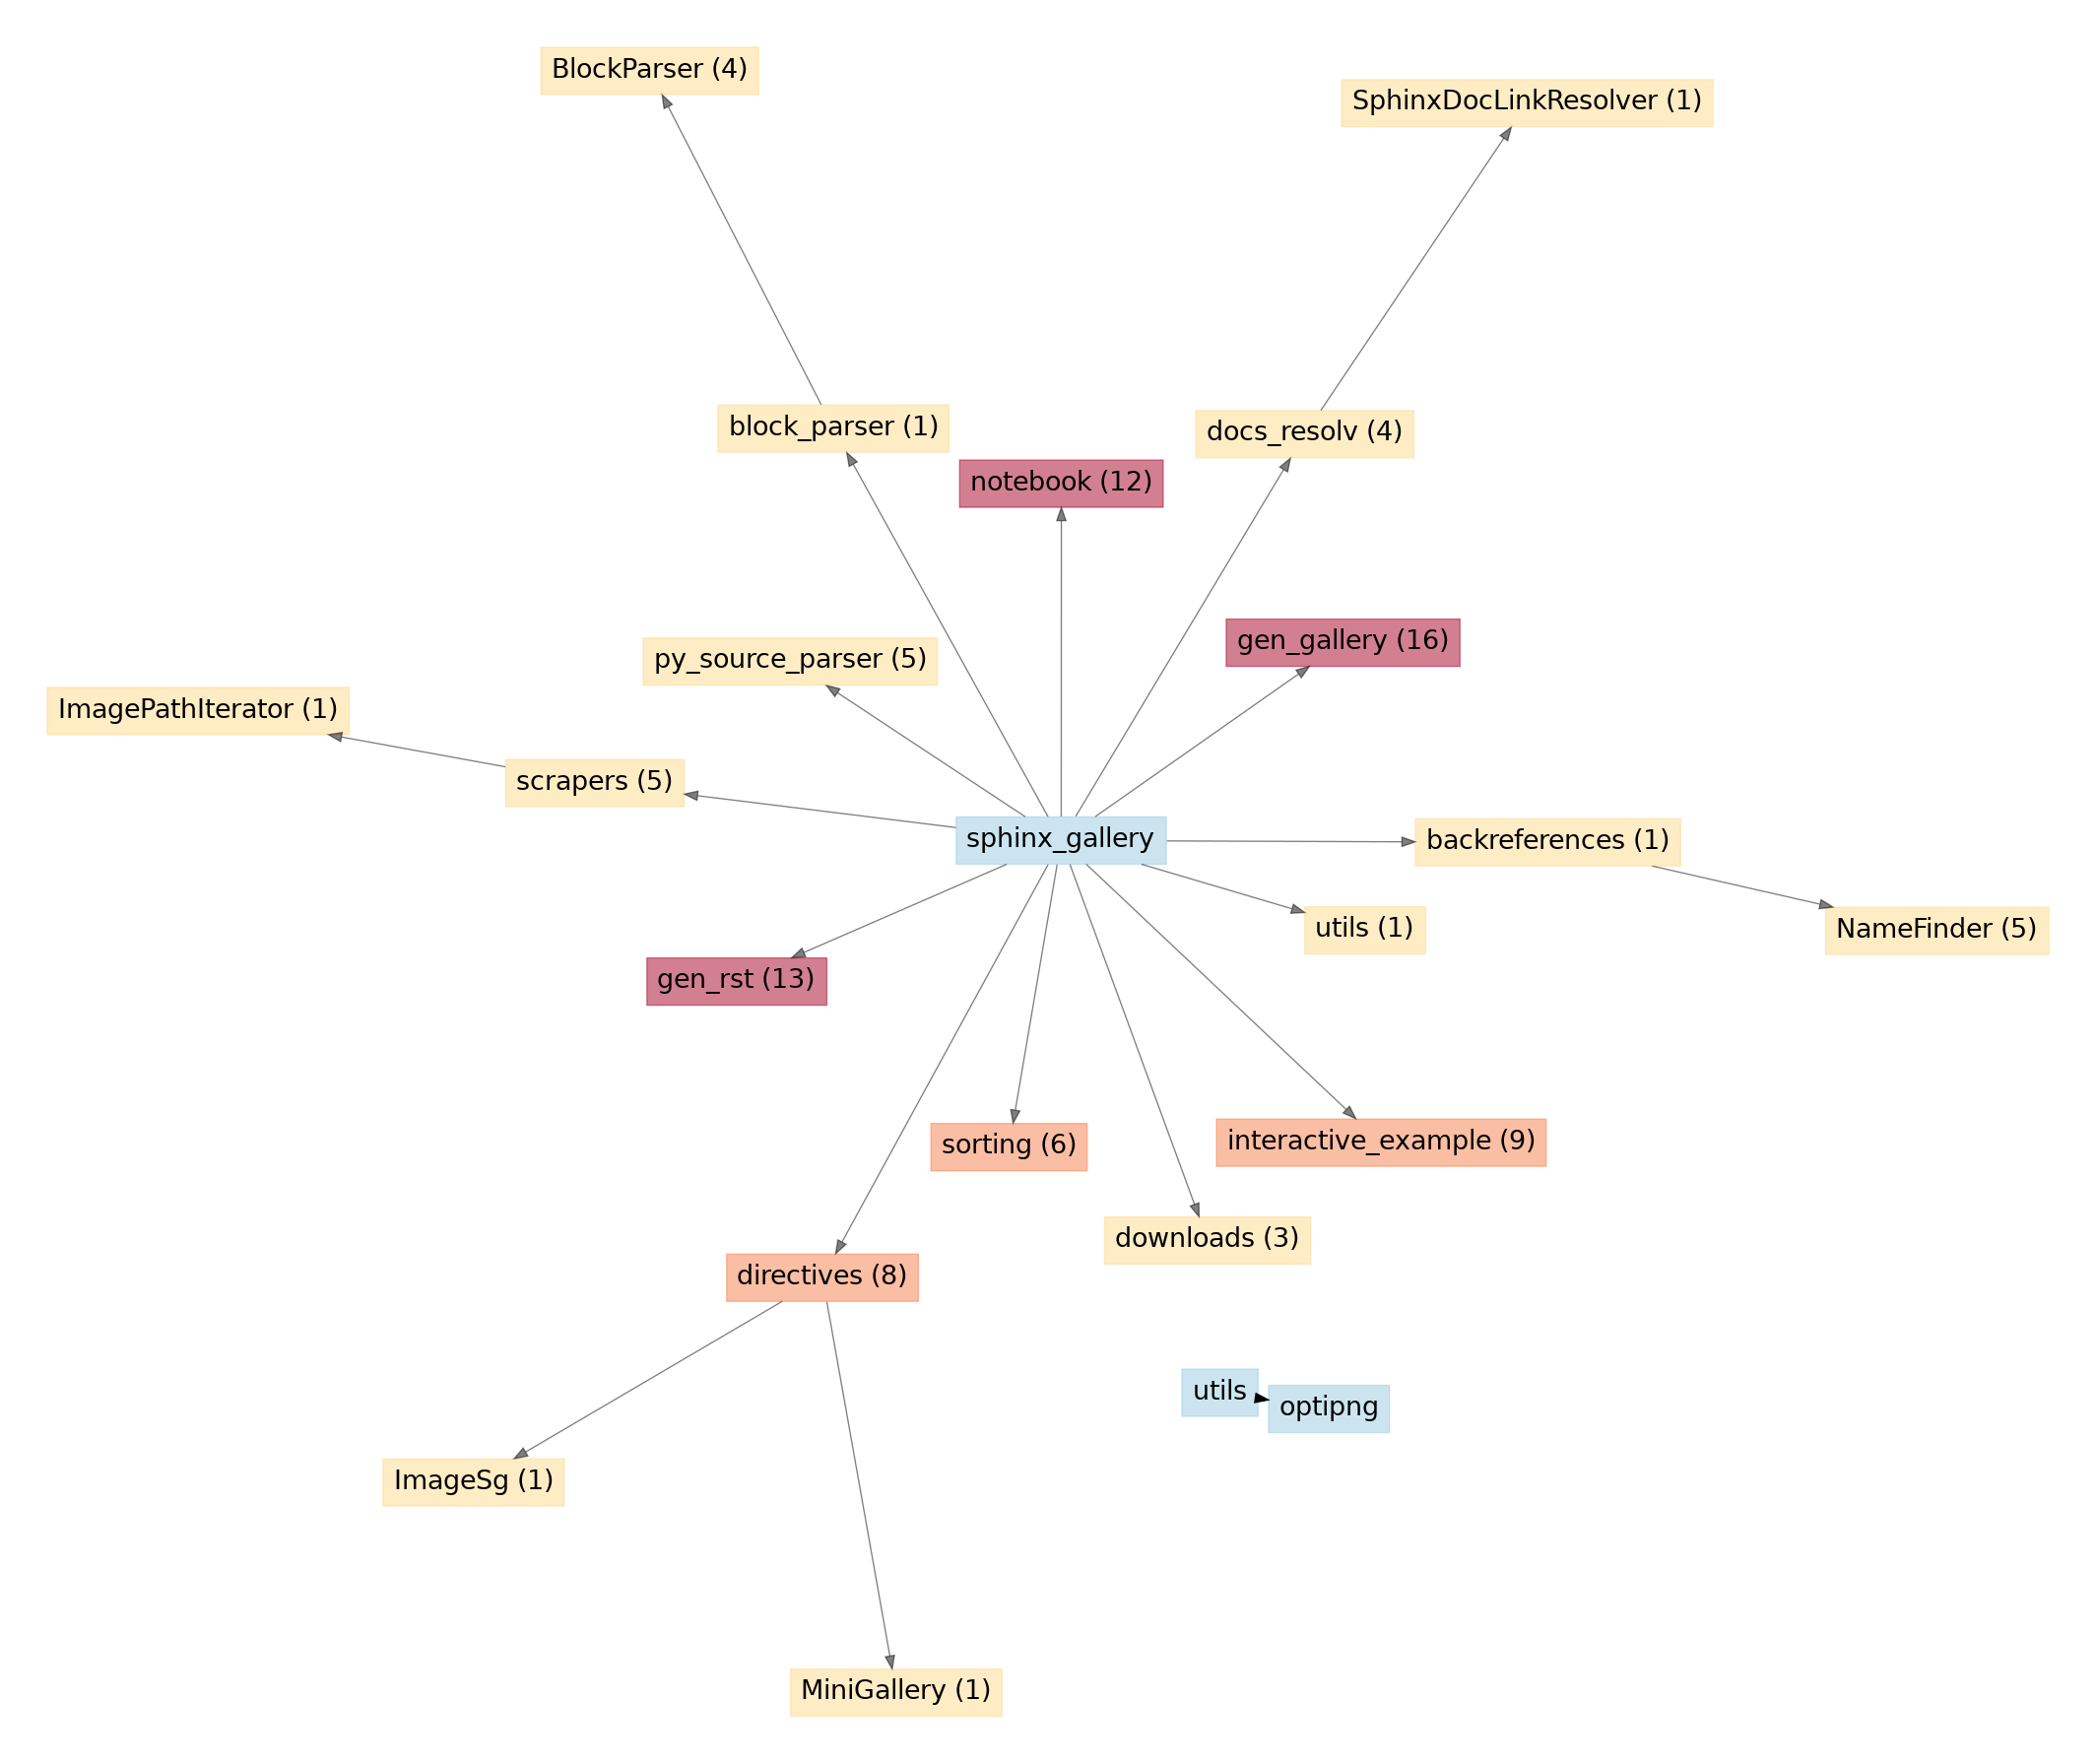 BlockParser (4)
SphinxDocLinkResolver (1)
block_parser (1)
docs_resolv (4)
notebook (12)
gen_gallery (16)
py_source_parser (5)
ImagePathIterator (1)
scrapers (5)
sphinx_gallery
backreferences (1)
utils (1)
NameFinder (5)
gen_rst (13)
sorting (6)
interactive_example (9)
downloads (3)
directives (8)
utils
optipng
ImageSg (1)
MiniGallery (1)